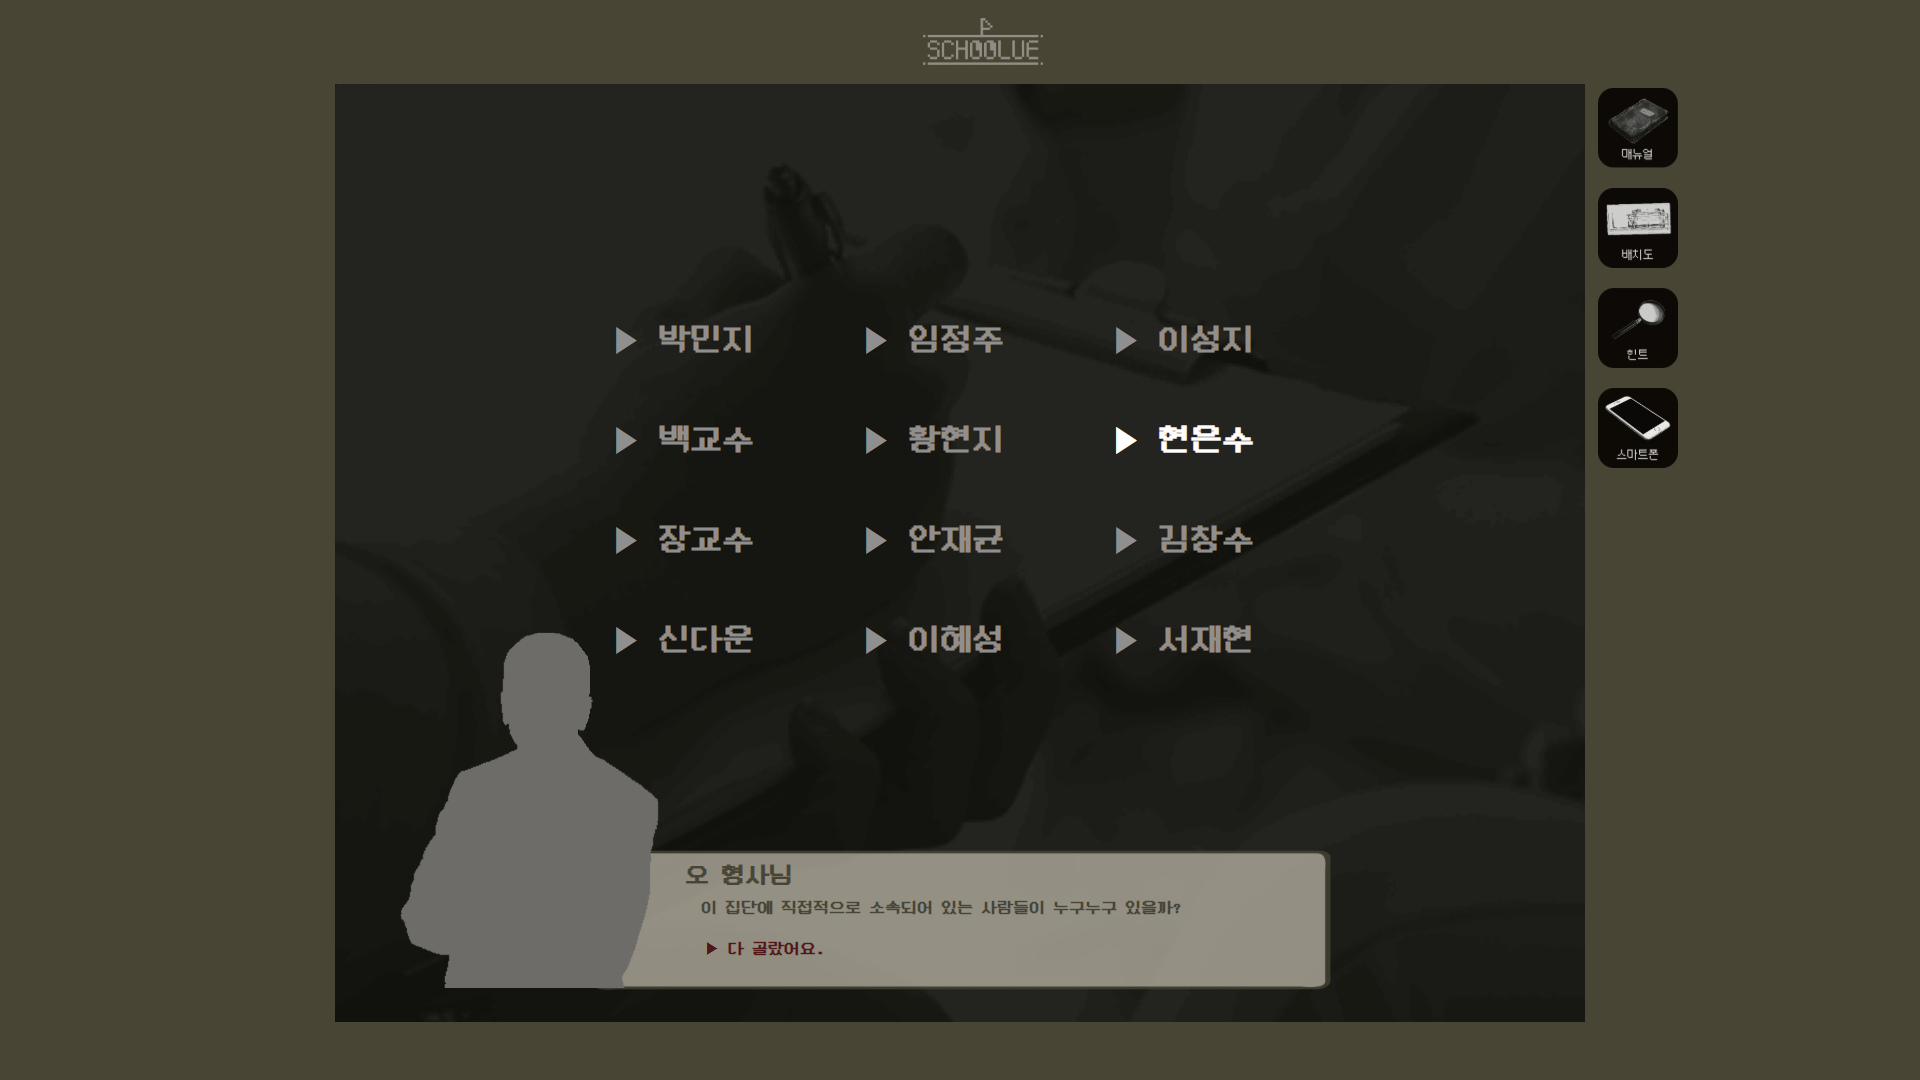 SCHOOLUE
매뉴얼
배치도
힌트
스마트폰
▶ 박민지 ▶ 임정주 ▶ 이성지
▶ 백교수 ▶ 황현지 ▶ 현은수
▶ 장교수 ▶ 안재균 ▶ 김창수
▶ 신다운 ▶ 이혜성 ▶ 서재현
오 형사님
이 집단에 직접적으로 소속되어 있는 사람들이 누구누구 있을까?
▶ 다 골랐어요.